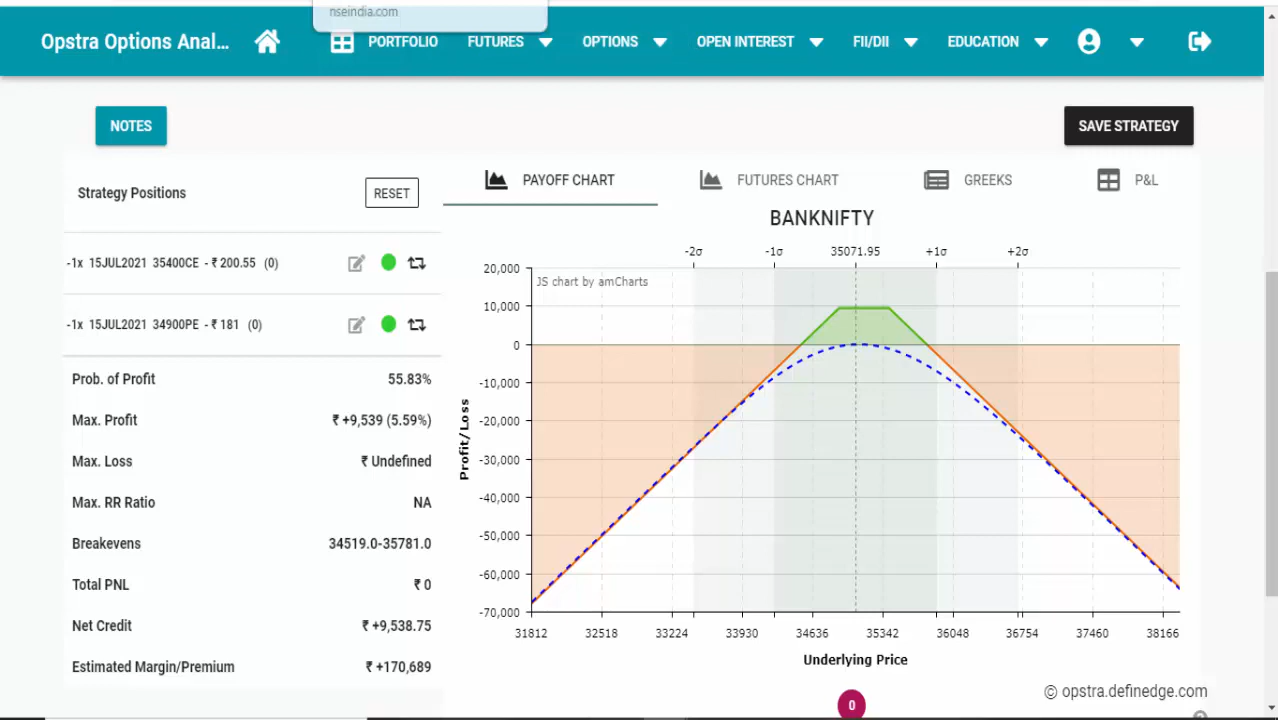 nseindia.com
Opstra Options Anal... PORTFOLIO FUTURES OPTIONS OPEN INTEREST FII/DII EDUCATION
NOTES
SAVE STRATEGY
Strategy Positions
RESET
-1x 15JUL2021 35400CE - ₹ 200.55 (0)
-1x 15JUL2021 34900PE - ₹ 181 (0)
Prob. of Profit 55.83%
Max. Profit ₹ +9,539 (5.59%)
Max. Loss ₹ Undefined
Max. RR Ratio NA
Breakevens 34519.0-35781.0
Total PNL ₹ 0
Net Credit ₹ +9,538.75
Estimated Margin/Premium ₹ +170,689
PAYOFF CHART FUTURES CHART GREEKS P&L
BANKNIFTY
-2σ -1σ 35071.95 +1σ +2σ
JS chart by amCharts
20,000
10,000
0
-10,000
-20,000
-30,000
-40,000
-50,000
-60,000
-70,000
Profit/Loss
31812 32518 33224 33930 34636 35342 36048 36754 37460 38166
Underlying Price
© opstra.definedge.com
0